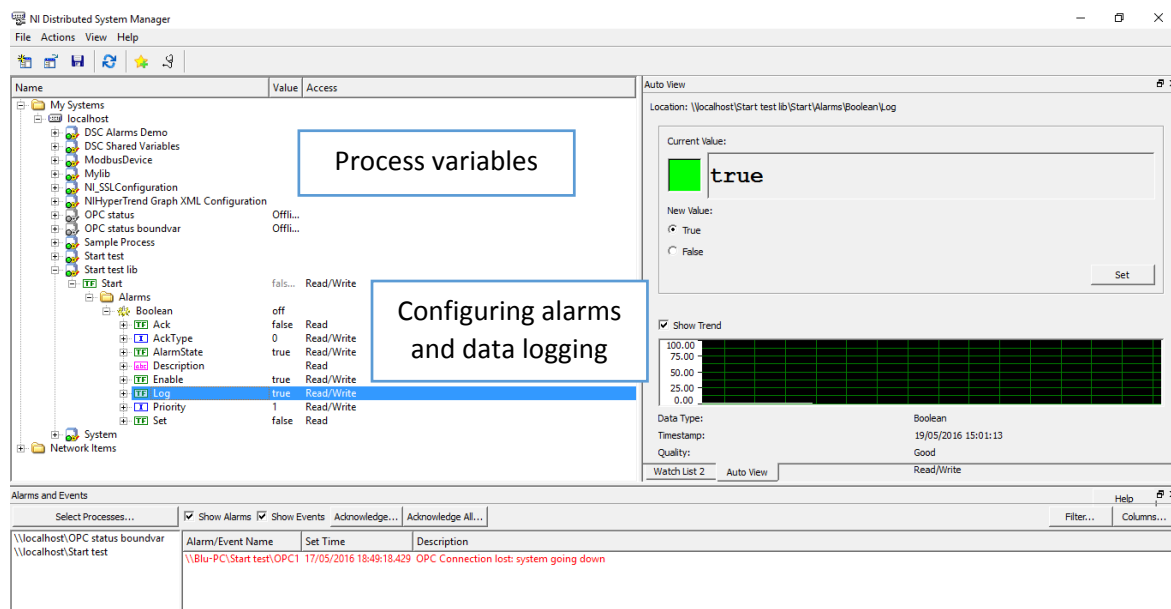 NI Distributed System Manager
File Actions View Help
Name Value Access
My Systems
localhost
DSC Alarms Demo
DSC Shared Variables
ModbusDevice
Mylib
NI_SSLConfiguration
NIHyperTrend Graph XML Configuration
OPC status Offli...
OPC status boundvar Offli...
Sample Process
Start test
Start test lib
TF Start fals... Read/Write
Alarms
Boolean off
TF Ack false Read
I AckType 0 Read/Write
TF AlarmState true Read/Write
abc Description Read
TF Enable true Read/Write
TF Log true Read/Write
I Priority 1 Read/Write
TF Set false Read
System
Network Items
Process variables
Configuring alarms
and data logging
Auto View
Location: \\localhost\Start test lib\Start\Alarms\Boolean\Log
Current Value:
true
New Value:
True
False
Set
Show Trend
100.00
75.00
50.00
25.00
0.00
Data Type: Boolean
Timestamp: 19/05/2016 15:01:13
Quality: Good
Read/Write
Watch List 2 Auto View
Alarms and Events
Help
Select Processes... Show Alarms Show Events Acknowledge... Acknowledge All... Filter... Columns...
\\localhost\OPC status boundvar
\\localhost\Start test
Alarm/Event Name Set Time Description
\\Blu-PC\Start test\OPC1 17/05/2016 18:49:18.429 OPC Connection lost: system going down